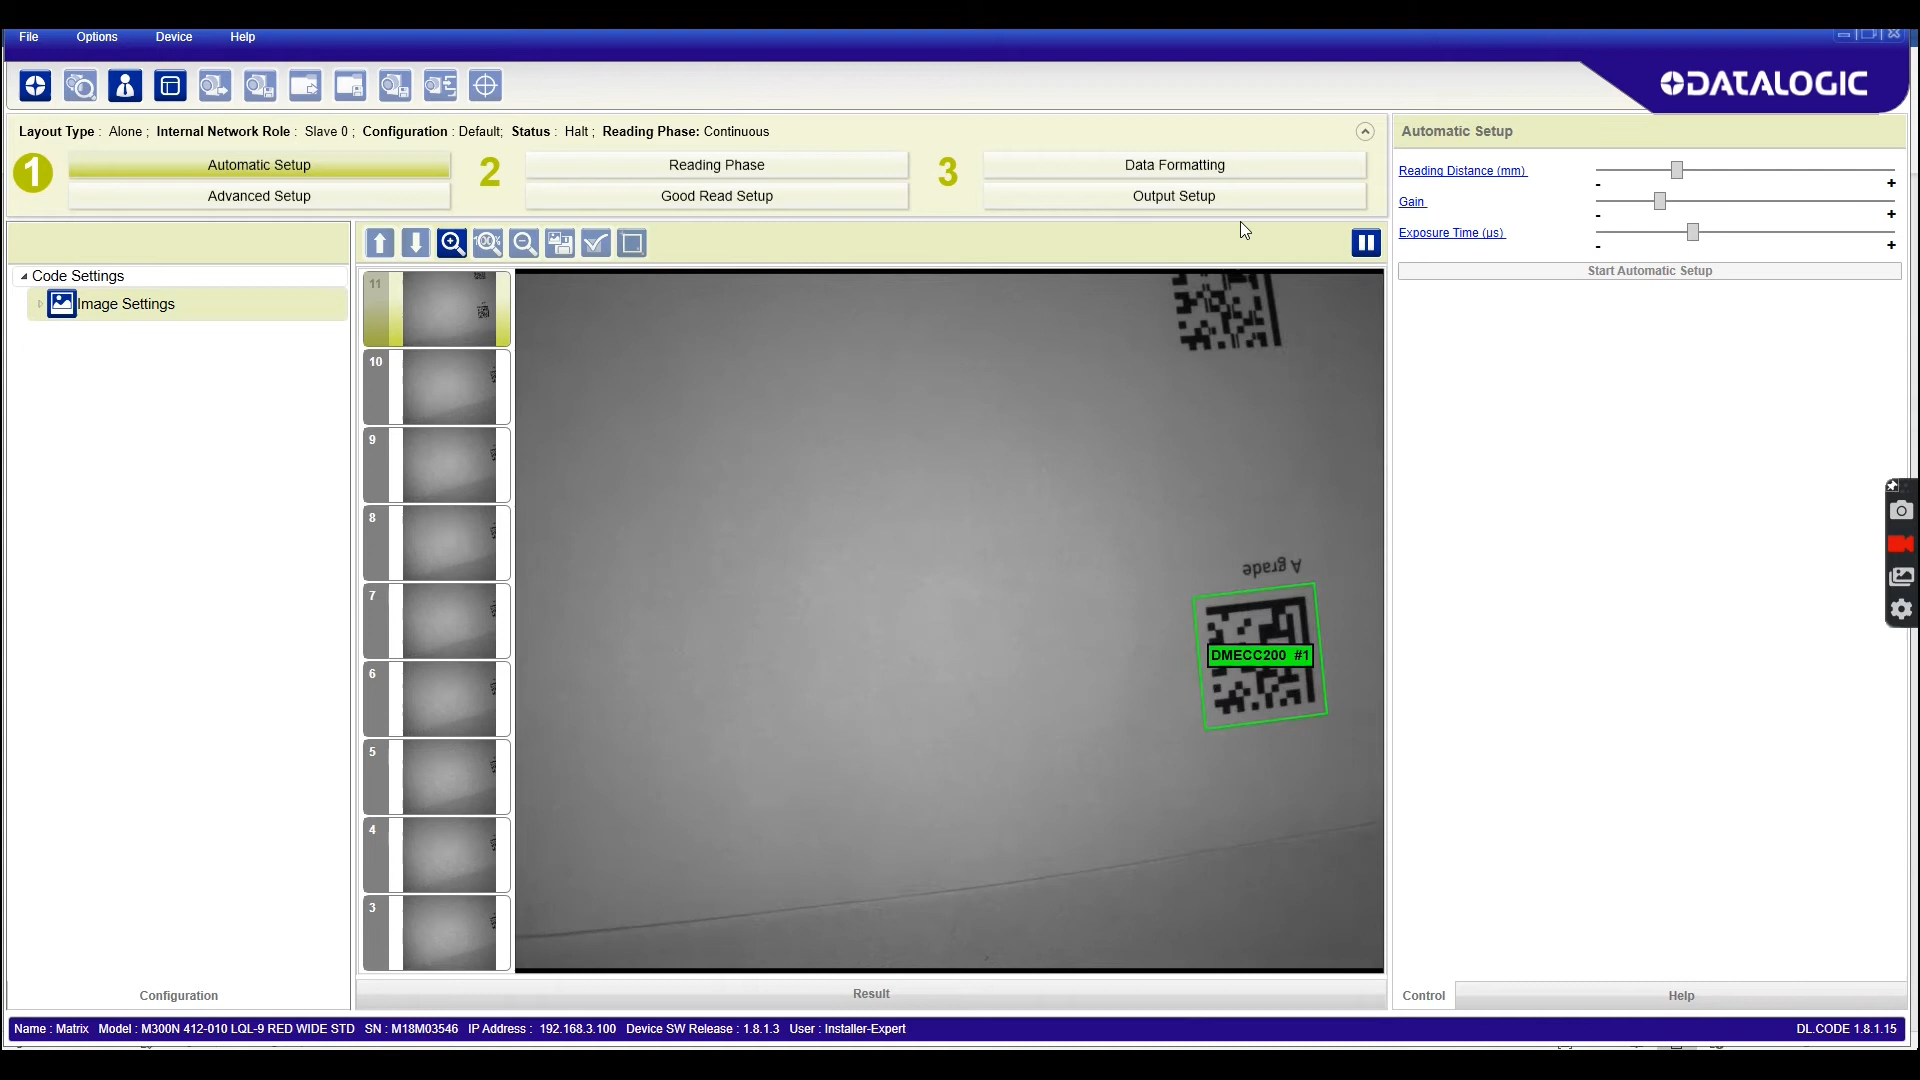 File Options Device Help
DATALOGIC
Layout Type : Alone ; Internal Network Role : Slave 0 ; Configuration : Default; Status : Halt ; Reading Phase: Continuous
1 Automatic Setup 2 Reading Phase 3 Data Formatting
Advanced Setup Good Read Setup Output Setup
Automatic Setup
Reading Distance (mm)
- +
Gain
- +
Exposure Time (µs)
- +
Start Automatic Setup
Code Settings
Image Settings
100%
11
10
9
8
7
6
5
4
3
A grade
DMECC200 #1
Configuration
Result
Control Help
Name : Matrix Model : M300N 412-010 LQL-9 RED WIDE STD SN : M18M03546 IP Address : 192.168.3.100 Device SW Release : 1.8.1.3 User : Installer-Expert
DL.CODE 1.8.1.15